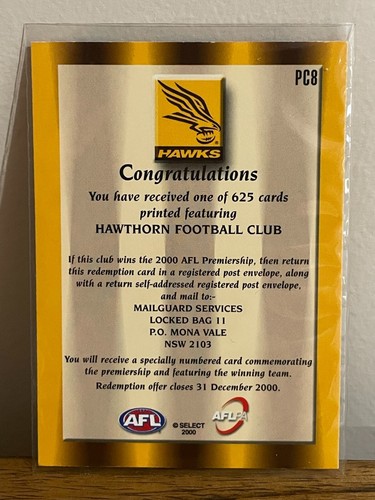 PC8
HAWKS
Congratulations
You have received one of 625 cards
printed featuring
HAWTHORN FOOTBALL CLUB
If this club wins the 2000 AFL Premiership, then return
this redemption card in a registered post envelope, along
with a return self-addressed registered post envelope,
and mail to:-
MAILGUARD SERVICES
LOCKED BAG 11
P.O. MONA VALE
NSW 2103
You will receive a specially numbered card commemorating
the premiership and featuring the winning team.
Redemption offer closes 31 December 2000.
AFL
© SELECT
2000
AFLPA